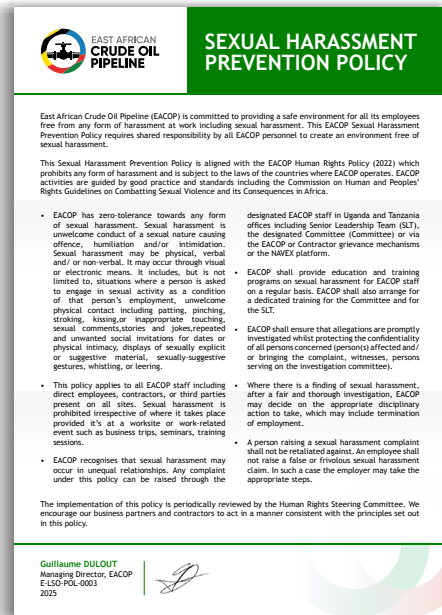 EAST AFRICAN
CRUDE OIL
PIPELINE
SEXUAL HARASSMENT
PREVENTION POLICY
East African Crude Oil Pipeline (EACOP) is committed to providing a safe environment for all its employees
free from any form of harassment at work including sexual harassment. This EACOP Sexual Harassment
Prevention Policy requires shared responsibility by all EACOP personnel to create an environment free of
sexual harassment.
This Sexual Harassment Prevention Policy is aligned with the EACOP Human Rights Policy (2022) which
prohibits any form of harassment and is subject to the laws of the countries where EACOP operates. EACOP
activities are guided by good practice and standards including the Commission on Human and Peoples'
Rights Guidelines on Combatting Sexual Violence and its Consequences in Africa.
• EACOP has zero-tolerance towards any form
of sexual harassment. Sexual harassment is
unwelcome conduct of a sexual nature causing
offence, humiliation and/or intimidation.
Sexual harassment may be physical, verbal
and/ or non-verbal. It may occur through visual
or electronic means. It includes, but is not
limited to, situations where a person is asked
to engage in sexual activity as a condition
of that person's employment, unwelcome
physical contact including patting, pinching,
stroking, kissing,or inappropriate touching,
sexual comments,stories and jokes,repeated
and unwanted social invitations for dates or
physical intimacy, displays of sexually explicit
or suggestive material, sexually-suggestive
gestures, whistling, or leering.
• This policy applies to all EACOP staff including
direct employees, contractors, or third parties
present on all sites. Sexual harassment is
prohibited irrespective of where it takes place
provided it's at a worksite or work-related
event such as business trips, seminars, training
sessions.
• EACOP recognises that sexual harassment may
occur in unequal relationships. Any complaint
under this policy can be raised through the
designated EACOP staff in Uganda and Tanzania
offices including Senior Leadership Team (SLT),
the designated Committee (Committee) or via
the EACOP or Contractor grievance mechanisms
or the NAVEX platform.
• EACOP shall provide education and training
programs on sexual harassment for EACOP staff
on a regular basis. EACOP shall also arrange for
a dedicated training for the Committee and for
the SLT.
• EACOP shall ensure that allegations are promptly
investigated whilst protecting the confidentiality
of all persons concerned (person(s) affected and/
or bringing the complaint, witnesses, persons
serving on the investigation committee).
• Where there is a finding of sexual harassment,
after a fair and thorough investigation, EACOP
may decide on the appropriate disciplinary
action to take, which may include termination
of employment.
• A person raising a sexual harassment complaint
shall not be retaliated against. An employee shall
not raise a false or frivolous sexual harassment
claim. In such a case the employer may take the
appropriate steps.
The implementation of this policy is periodically reviewed by the Human Rights Steering Committee. We
encourage our business partners and contractors to act in a manner consistent with the principles set out
in this policy.
Guillaume DULOUT
Managing Director, EACOP
E-LSO-POL-0003
2025